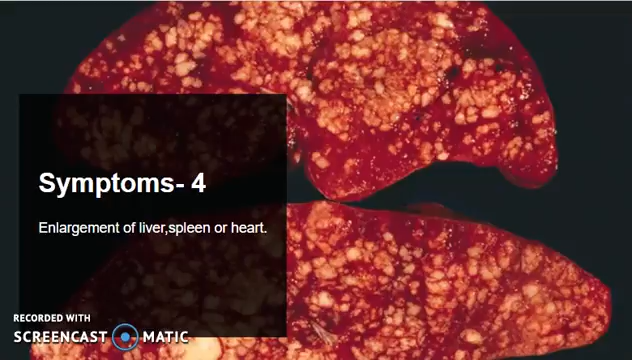 Symptoms- 4
Enlargement of liver,spleen or heart.
RECORDED WITH
SCREENCAST MATIC